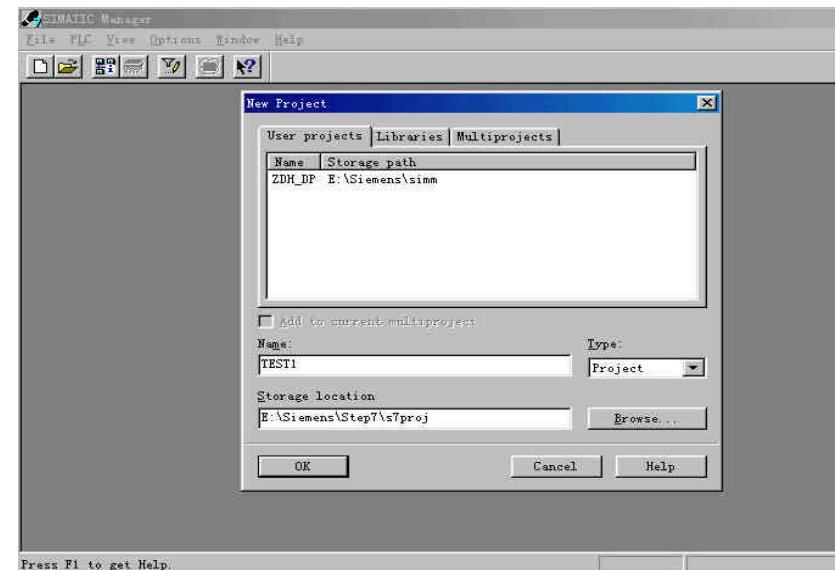 SIMATIC Manager
File PLC View Options Window Help
New Project
User projects Libraries Multiprojects
Name Storage path
ZDH_DP E:\Siemens\simm
Add to current multiproject
Name: Type:
TEST1 Project
Storage location
E:\Siemens\Step7\s7proj Browse...
OK Cancel Help
Press F1 to get Help.